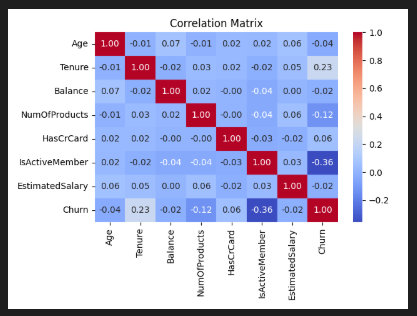 Correlation Matrix
Age 1.00 -0.01 0.07 -0.01 0.02 0.02 0.06 -0.04
Tenure -0.01 1.00 -0.02 0.03 0.02 -0.02 0.05 0.23
Balance 0.07 -0.02 1.00 0.02 -0.00 -0.04 0.00 -0.02
NumOfProducts -0.01 0.03 0.02 1.00 -0.00 -0.04 0.06 -0.12
HasCrCard 0.02 0.02 -0.00 -0.00 1.00 -0.03 -0.02 0.06
IsActiveMember 0.02 -0.02 -0.04 -0.04 -0.03 1.00 0.03 -0.36
EstimatedSalary 0.06 0.05 0.00 0.06 -0.02 0.03 1.00 -0.02
Churn -0.04 0.23 -0.02 -0.12 0.06 -0.36 -0.02 1.00
Age Tenure Balance NumOfProducts HasCrCard IsActiveMember EstimatedSalary Churn
1.0
0.8
0.6
0.4
0.2
0.0
−0.2